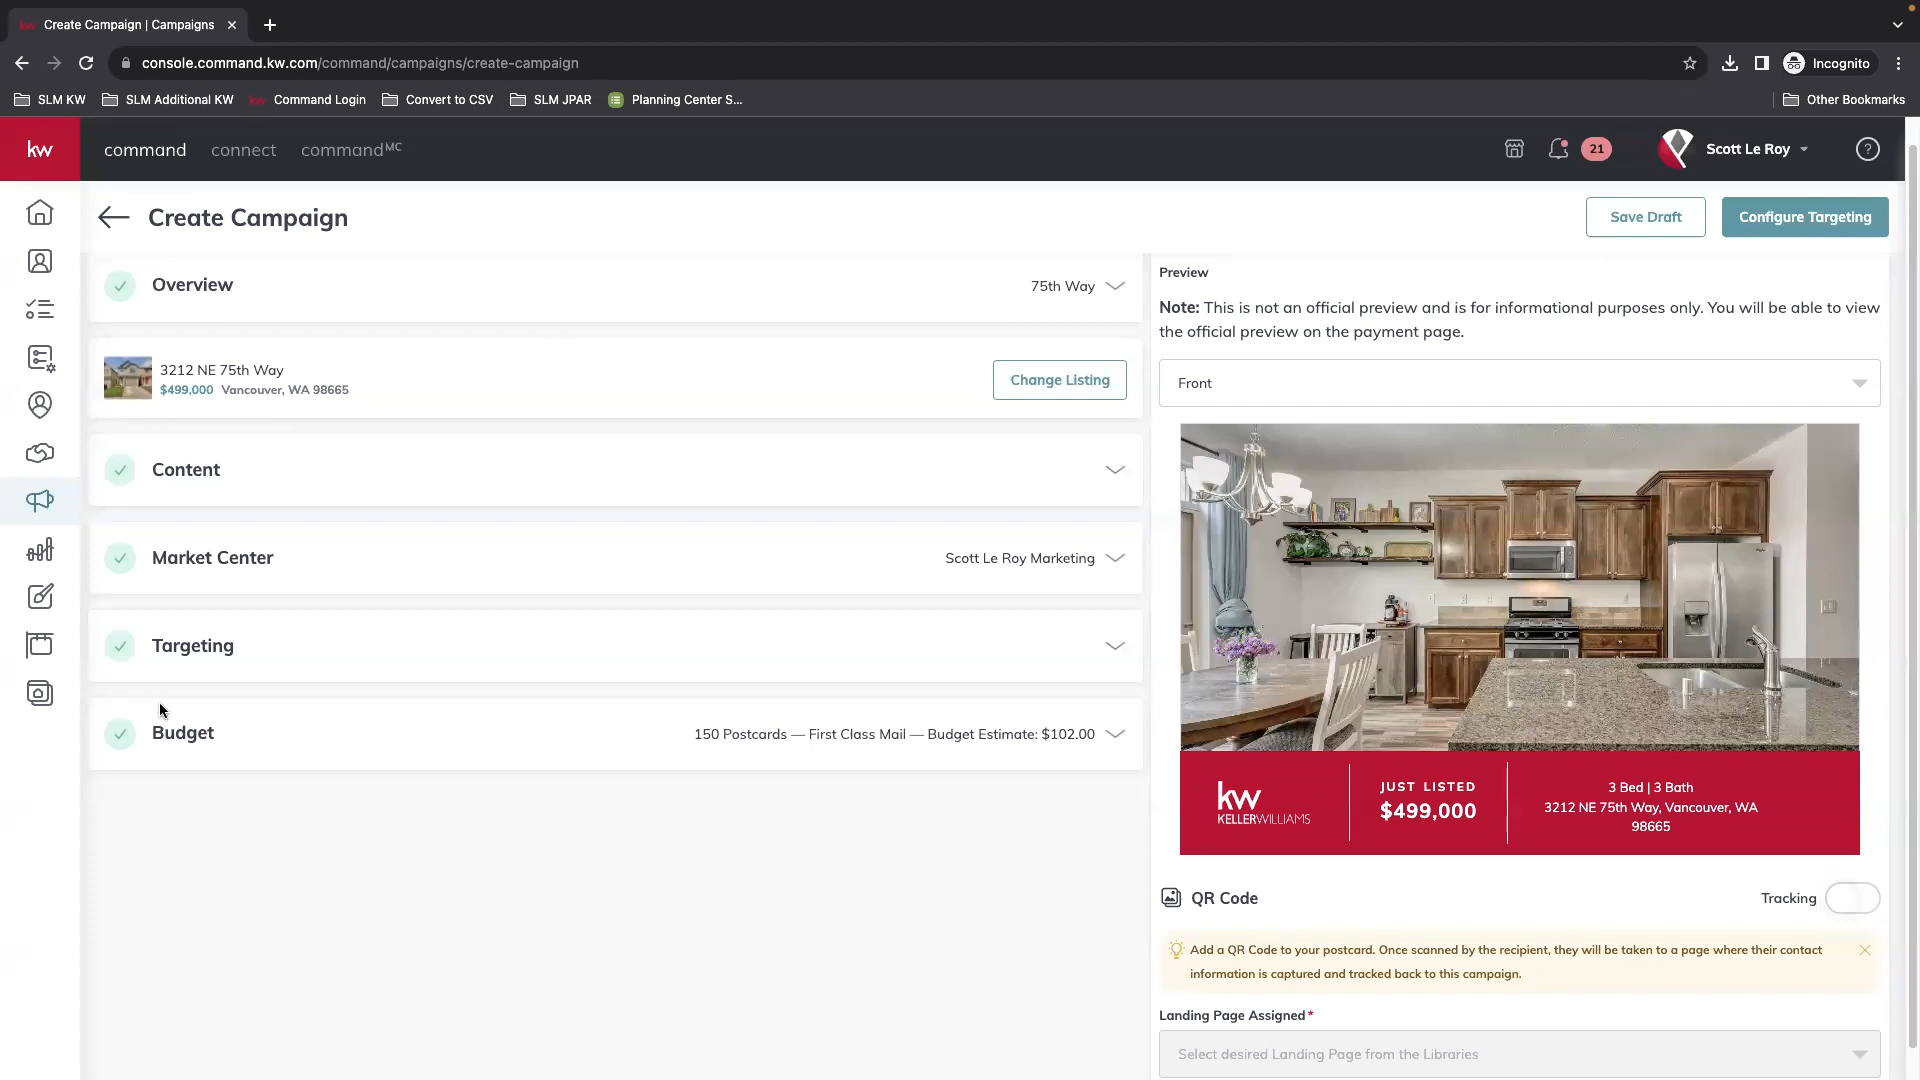 Create Campaign | Campaigns
console.command.kw.com/command/campaigns/create-campaign
Incognito
SLM KW
SLM Additional KW
Command Login
Convert to CSV
SLM JPAR
Planning Center S...
Other Bookmarks
kw
command
connect
commandMC
21
Scott Le Roy
Create Campaign
Save Draft
Configure Targeting
Overview
75th Way
3212 NE 75th Way
$499,000 Vancouver, WA 98665
Change Listing
Content
Market Center
Scott Le Roy Marketing
Targeting
Budget
150 Postcards — First Class Mail — Budget Estimate: $102.00
Preview
Note: This is not an official preview and is for informational purposes only. You will be able to view
the official preview on the payment page.
Front
kw
KELLERWILLIAMS
JUST LISTED
$499,000
3 Bed | 3 Bath
3212 NE 75th Way, Vancouver, WA
98665
QR Code
Tracking
Add a QR Code to your postcard. Once scanned by the recipient, they will be taken to a page where their contact
information is captured and tracked back to this campaign.
Landing Page Assigned*
Select desired Landing Page from the Libraries